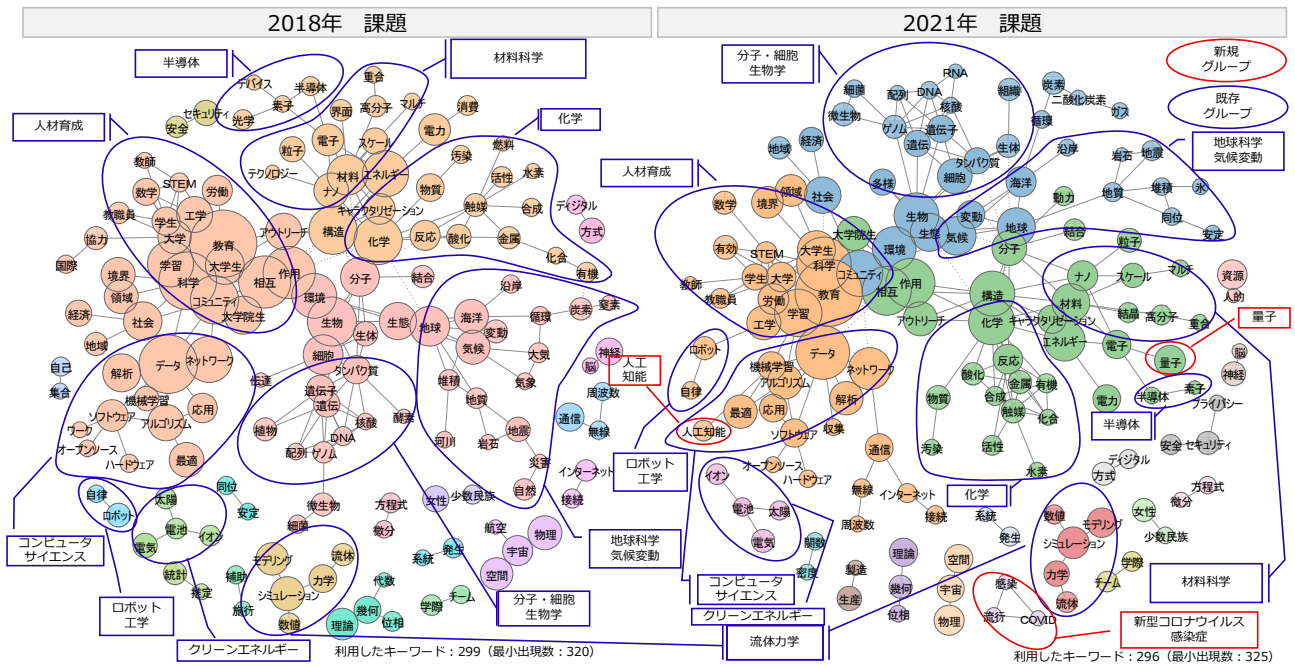 2018年　課題
半導体
材料科学
人材育成
化学
デバイス
半導体
素子
光学
セキュリティ
安全
重合
界面
高分子
マルチ
消費
電子
スケール
電力
粒子
テクノロジー
材料
ナノ
エネルギー
汚染
燃料
物質
活性
水素
キャラクタリゼーション
触媒
合成
構造
化学
反応
酸化
金属
化合
有機
ディジタル
方式
教師
STEM
数学
労働
教職員
学生
工学
大学
協力
教育
アウトリーチ
国際
学習
大学生
科学
相互
作用
境界
領域
コミュニティ
大学院生
経済
社会
地域
環境
分子
結合
生物
生体
生態
地球
海洋
沿岸
循環
炭素
窒素
変動
気候
大気
気象
堆積
地質
河川
岩石
地震
災害
自然
神経
脳
周波数
通信
無線
自己
集合
解析
データ
ネットワーク
機械学習
ソフトウェア
応用
ワーク
アルゴリズム
オープンソース
ハードウェア
最適
細胞
タンパク質
伝達
遺伝子
遺伝
植物
核酸
酵素
DNA
配列
ゲノム
微生物
細菌
インターネット
接続
自律
ロボット
太陽
電池
電気
イオン
同位
安定
方程式
微分
女性
少数民族
航空
宇宙
物理
空間
系統
発生
統計
推定
補助
施行
モデリング
流体
力学
シミュレーション
数値
代数
幾何
理論
位相
学際
チーム
コンピュータ
サイエンス
ロボット
工学
クリーンエネルギー
地球科学
気候変動
分子・細胞
生物学
流体力学
利用したキーワード：299（最小出現数：320）
2021年　課題
新規
グループ
既存
グループ
分子・細胞
生物学
人材育成
地球科学
気候変動
RNA
細菌
配列
DNA
微生物
核酸
組織
ゲノム
遺伝子
遺伝
生体
タンパク質
細胞
炭素
二酸化炭素
循環
ガス
地域
経済
多様
沿岸
岩石
地震
海洋
地質
堆積
氷
同位
安定
領域
境界
社会
生物
生態
変動
気候
地球
動力
数学
大学院生
環境
分子
結合
粒子
有効
大学生
STEM
科学
コミュニティ
学生
大学
教師
教職員
労働
教育
相互
作用
工学
学習
アウトリーチ
構造
化学
ナノ
スケール
マルチ
材料
結晶
高分子
重合
キャラクタリゼーション
エネルギー
電子
量子
資源
人的
量子
脳
神経
ロボット
自律
データ
機械学習
アルゴリズム
ネットワーク
最適
応用
解析
人工知能
人工
知能
ソフトウェア
収集
オープンソース
ハードウェア
通信
無線
周波数
インターネット
接続
反応
酸化
金属
有機
合成
物質
触媒
化合
汚染
活性
水素
電力
半導体
素子
半導体
プライバシー
安全
セキュリティ
ディジタル
方式
方程式
微分
女性
少数民族
学際
チーム
ロボット
工学
イオン
電池
太陽
電気
化学
系統
発生
関数
密度
製造
生産
理論
幾何
位相
空間
宇宙
物理
数値
モデリング
シミュレーション
力学
流体
感染
流行
COVID
コンピュータ
サイエンス
クリーンエネルギー
材料科学
新型コロナウイルス
感染症
利用したキーワード：296（最小出現数：325）